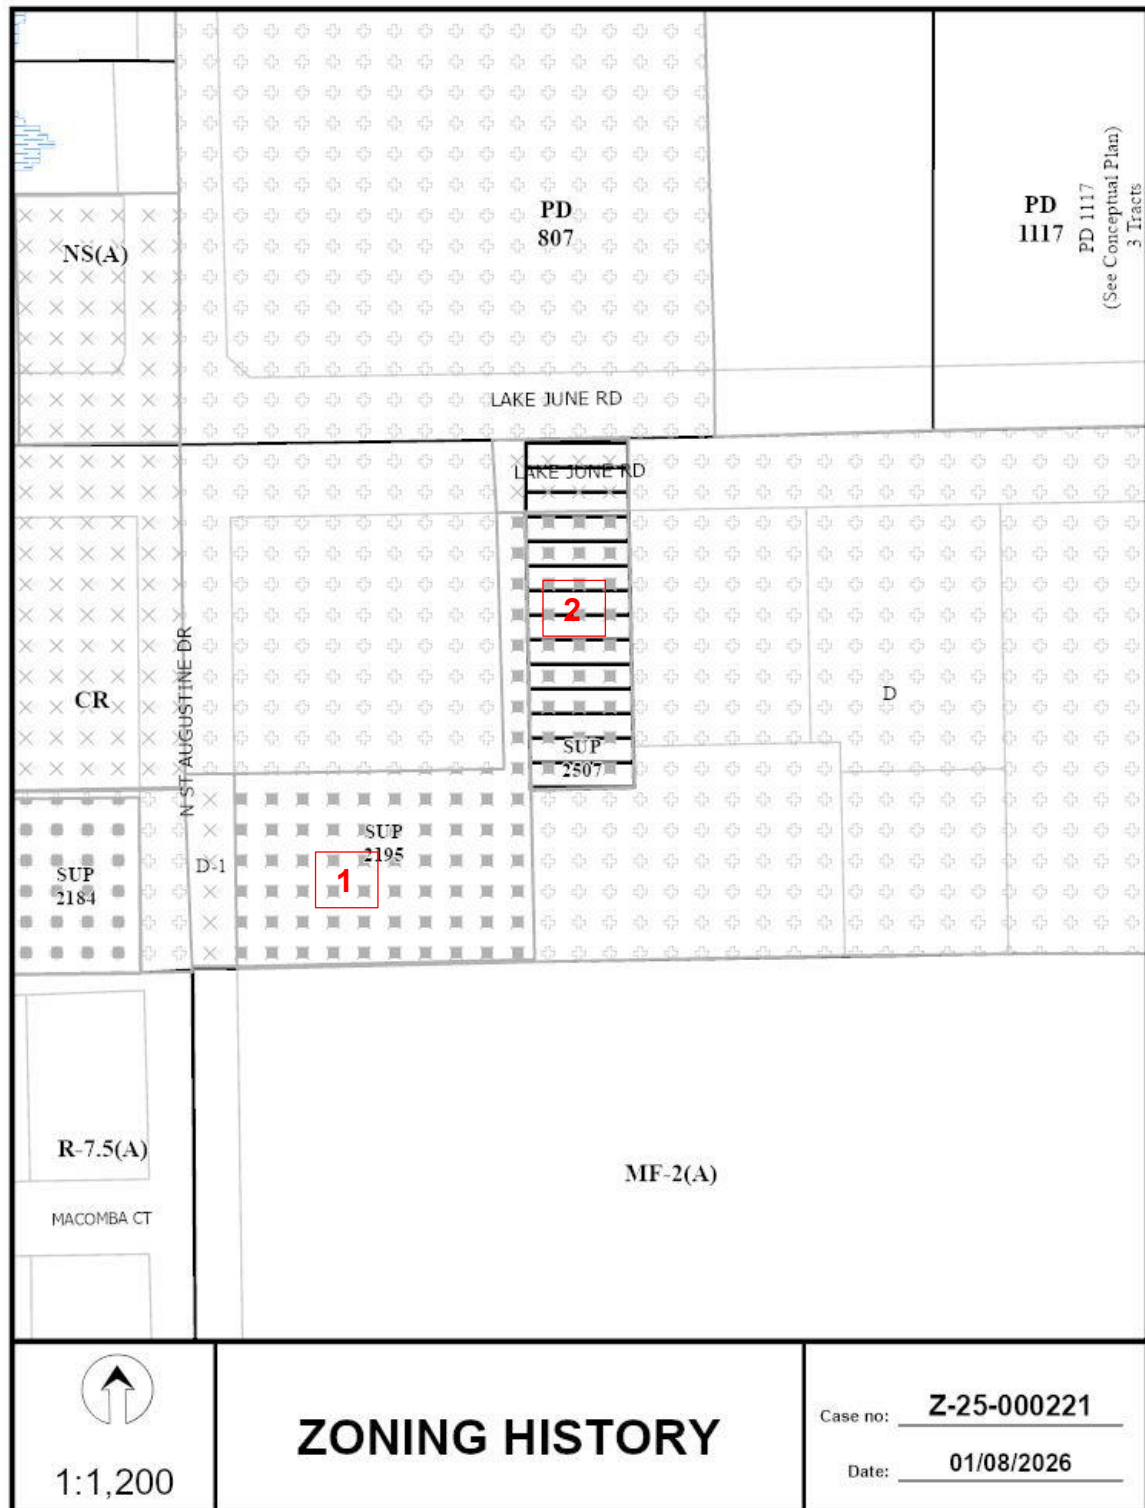 PD
807
PD
1117
PD 1117
(See Conceptual Plan)
3 Tracts
NS(A)
LAKE JUNE RD
LAKE JUNE RD
2
N ST AUGUSTINE DR
CR
D
SUP
2507
SUP
2195
D-1
1
SUP
2184
R-7.5(A)
MF-2(A)
MACOMBA CT
1:1,200
ZONING HISTORY
Case no: Z-25-000221
Date: 01/08/2026